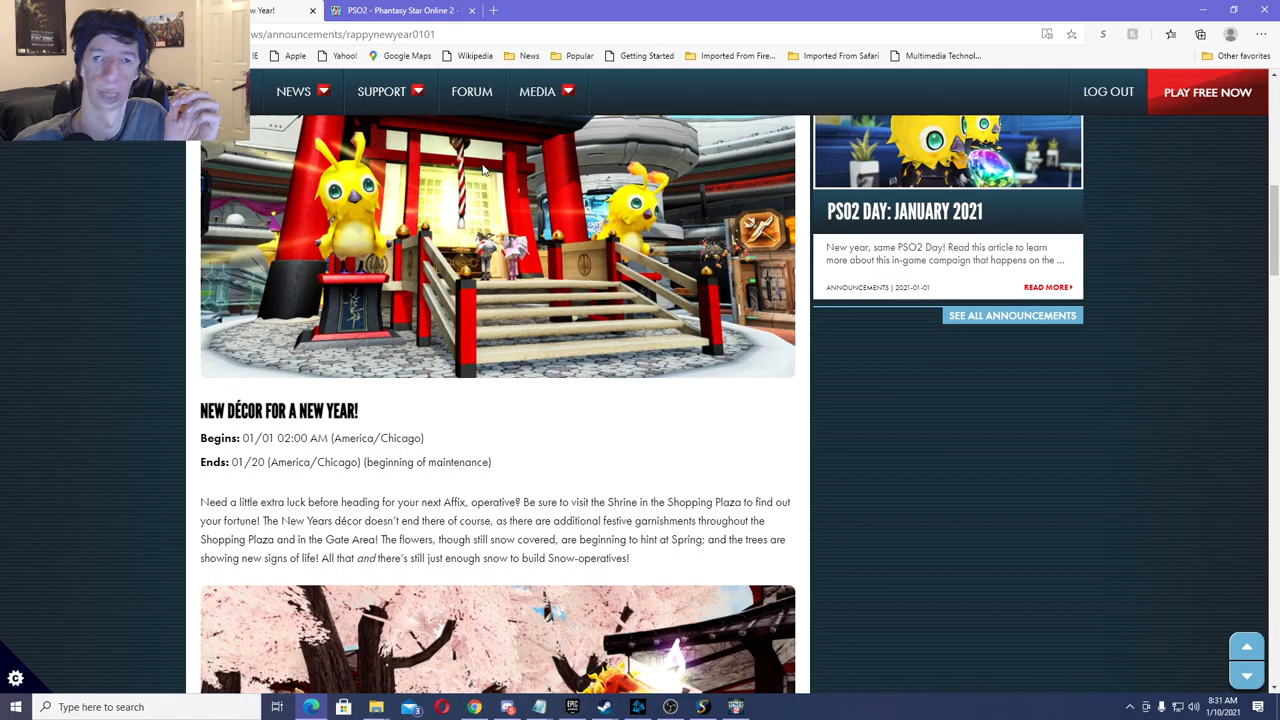 w Year!
PSO2 - Phantasy Star Online 2 -
ws/announcements/rappynewyear0101
IE
Apple
Yahoo!
Google Maps
Wikipedia
News
Popular
Getting Started
Imported From Fire...
Imported From Safari
Multimedia Technol...
Other favorites
NEWS
SUPPORT
FORUM
MEDIA
LOG OUT
PLAY FREE NOW
PSO2 DAY: JANUARY 2021
New year, same PSO2 Day! Read this article to learn
more about this in-game campaign that happens on the ...
ANNOUNCEMENTS | 2021-01-01
READ MORE
SEE ALL ANNOUNCEMENTS
NEW DÉCOR FOR A NEW YEAR!
Begins: 01/01 02:00 AM (America/Chicago)
Ends: 01/20 (America/Chicago) (beginning of maintenance)
Need a little extra luck before heading for your next Affix, operative? Be sure to visit the Shrine in the Shopping Plaza to find out
your fortune! The New Years décor doesn't end there of course, as there are additional festive garnishments throughout the
Shopping Plaza and in the Gate Area! The flowers, though still snow covered, are beginning to hint at Spring; and the trees are
showing new signs of life! All that and there's still just enough snow to build Snow-operatives!
Type here to search
8:31 AM
1/10/2021